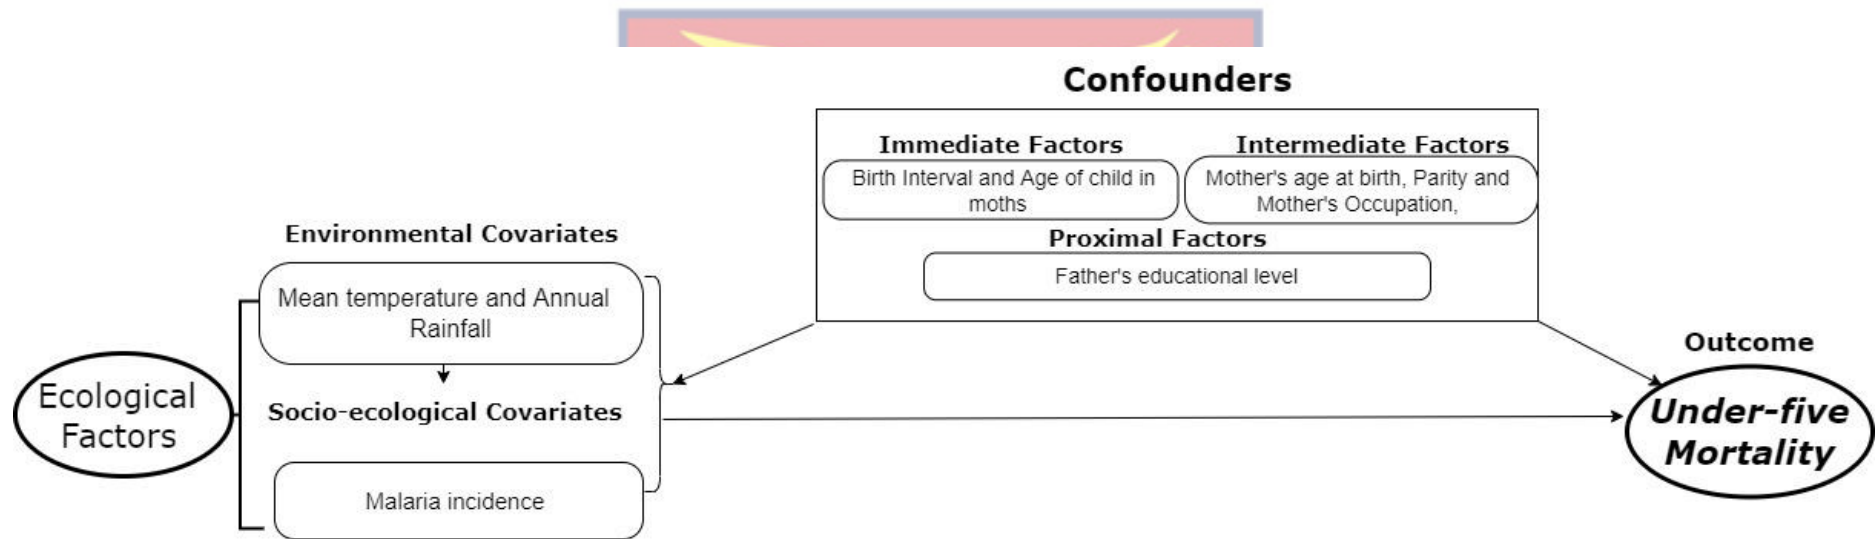 Confounders
Immediate Factors
Birth Interval and Age of child in
moths
Intermediate Factors
Mother's age at birth, Parity and
Mother's Occupation,
Proximal Factors
Father's educational level
Environmental Covariates
Mean temperature and Annual
Rainfall
Socio-ecological Covariates
Malaria incidence
Ecological
Factors
Outcome
Under-five
Mortality